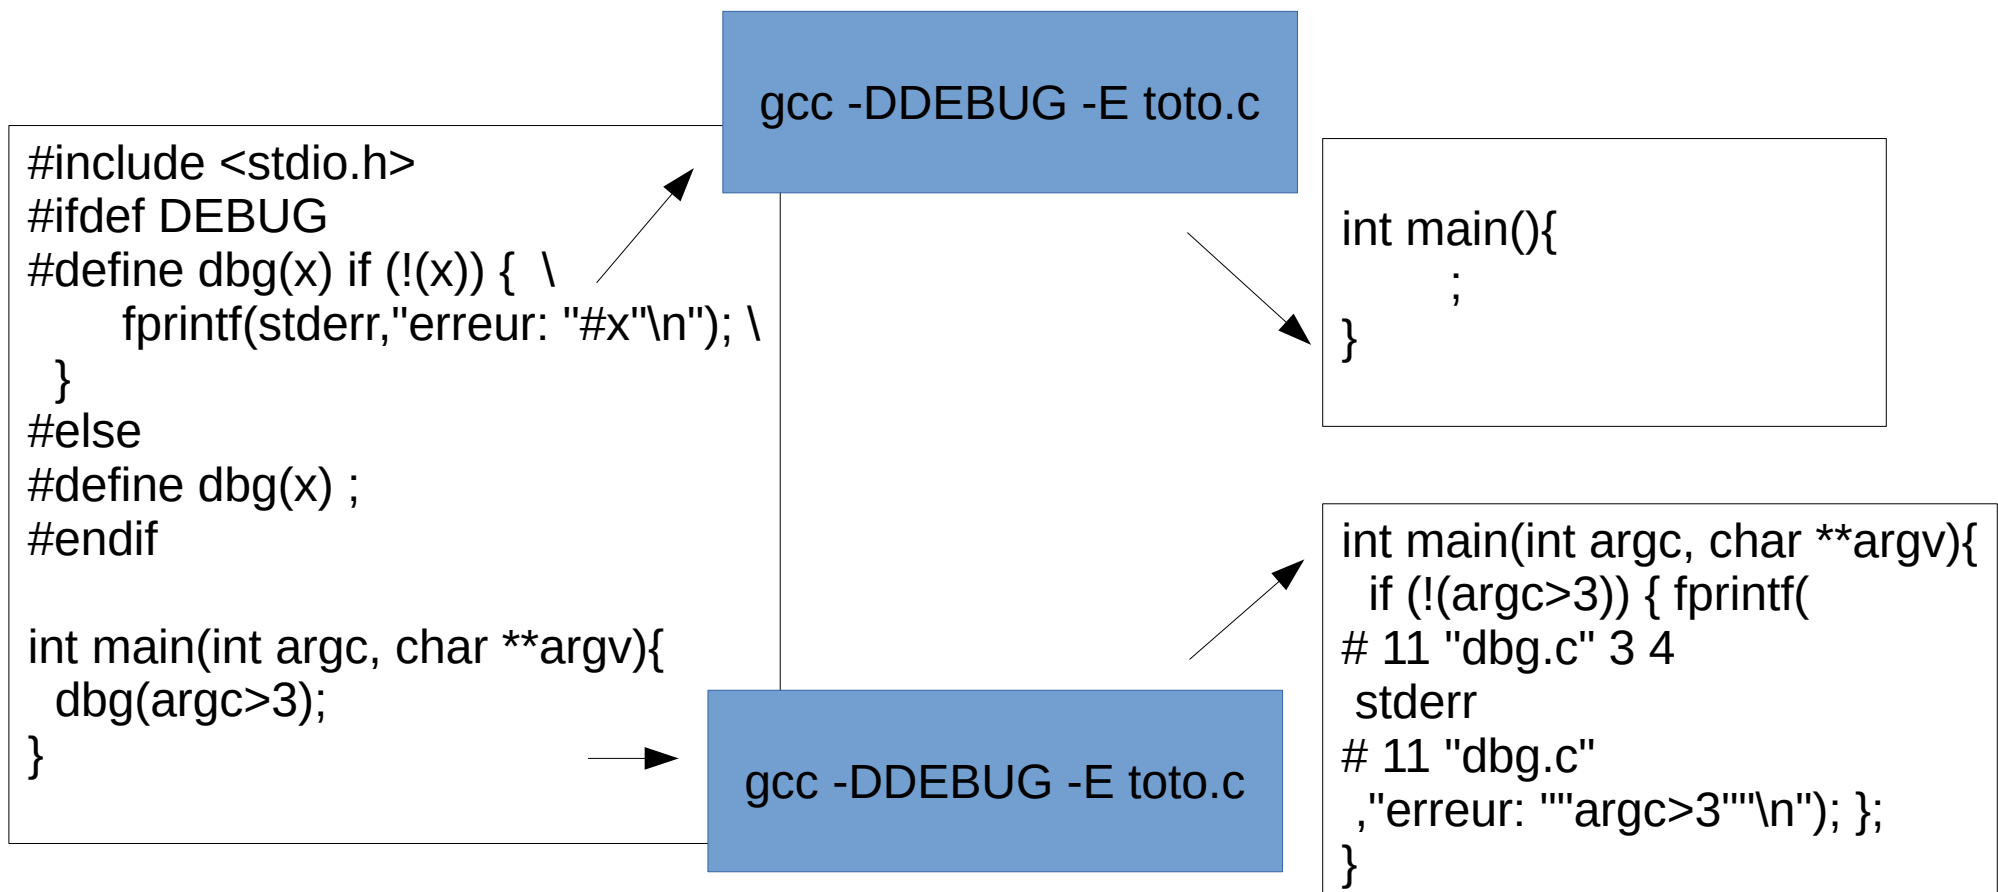 gcc -DDEBUG -E toto.c
#include <stdio.h>
#ifdef DEBUG
#define dbg(x) if (!(x)) {  \
fprintf(stderr,"erreur: "#x"\n"); \
}
#else
#define dbg(x) ;
#endif
int main(int argc, char **argv){
dbg(argc>3);
}
int main(){
;
}
gcc -DDEBUG -E toto.c
int main(int argc, char **argv){
if (!(argc>3)) { fprintf(
# 11 "dbg.c" 3 4
stderr
# 11 "dbg.c"
,"erreur: ""argc>3""\n"); };
}